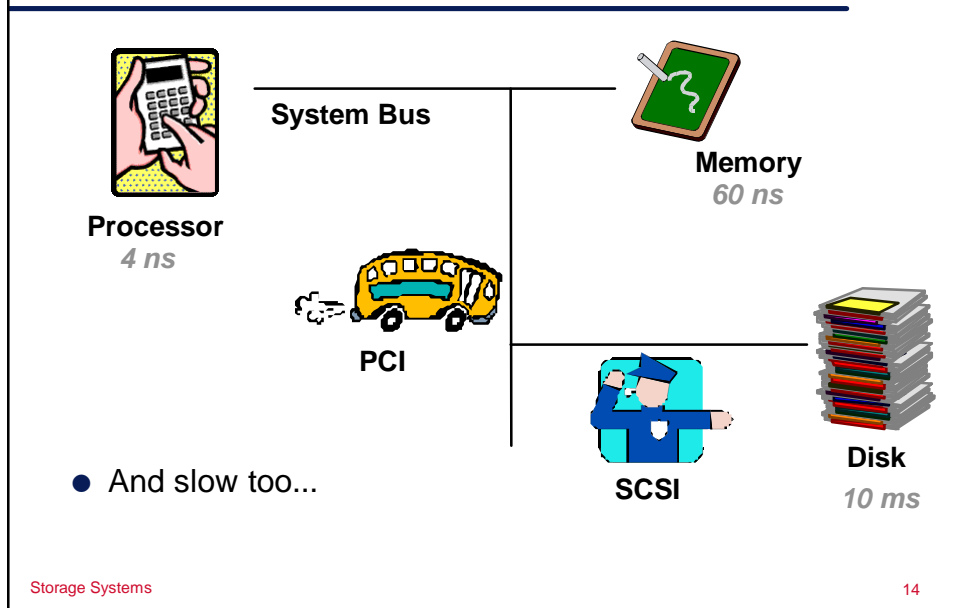 System Bus
Memory
60 ns
Processor
4 ns
PCI
Disk
10 ms
SCSI
● And slow too...
Storage Systems
14